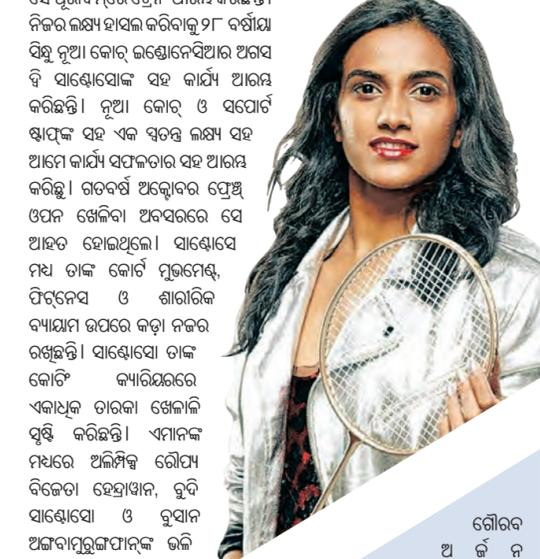 ନିଜର ଲକ୍ଷ୍ୟ ହାସଲ କରିବାକୁ ୨୮ ବର୍ଷୀୟା
ସିନ୍ଧୁ ନୂଆ କୋଚ୍ ଇଣ୍ଡୋନେସିଆର ଅଗସ
ଦ୍ୱି ସାଣ୍ଟୋସୋଙ୍କ ସହ କାର୍ଯ୍ୟ ଆରମ୍ଭ
କରିଛନ୍ତି। ନୂଆ କୋଚ୍ ଓ ସପୋର୍ଟ
ଷ୍ଟାଫ୍‌ଙ୍କ ସହ ଏକ ସ୍ୱତନ୍ତ୍ର ଲକ୍ଷ୍ୟ ସହ
ଆମେ କାର୍ଯ୍ୟ ସଫଳତାର ସହ ଆରମ୍ଭ
କରିଛୁ। ଗତବର୍ଷ ଅକ୍ଟୋବର ଫ୍ରେଞ୍ଚ୍
ଓପନ ଖେଳିବା ଅବସରରେ ସେ
ଆହତ ହୋଇଥିଲେ। ସାଣ୍ଟୋସେ
ମଧ୍ୟ ତାଙ୍କ କୋର୍ଟ ମୁଭମେଣ୍ଟ,
ଫିଟ୍‌ନେସ ଓ ଶାରୀରିକ
ବ୍ୟାୟାମ ଉପରେ କଡ଼ା ନଜର
ରଖିଛନ୍ତି। ସାଣ୍ଟୋସୋ ତାଙ୍କ
କୋଚିଂ କ୍ୟାରିୟରରେ
ଏକାଧିକ ତାରକା ଖେଳାଳି
ସୃଷ୍ଟି କରିଛନ୍ତି। ଏମାନଙ୍କ
ମଧ୍ୟରେ ଅଲିମ୍ପିକ୍ସ ରୌପ୍ୟ
ବିଜେତା ହେନ୍ଦ୍ରାୱାନ, ବୁଦି
ସାଣ୍ଟୋସୋ ଓ ବୁସାନ
ଅଙ୍ଗବାମୁରୁଙ୍ଗଫାନ୍‌ଙ୍କ ଭଳି
ଗୌରବ
ଅର୍ଜନ